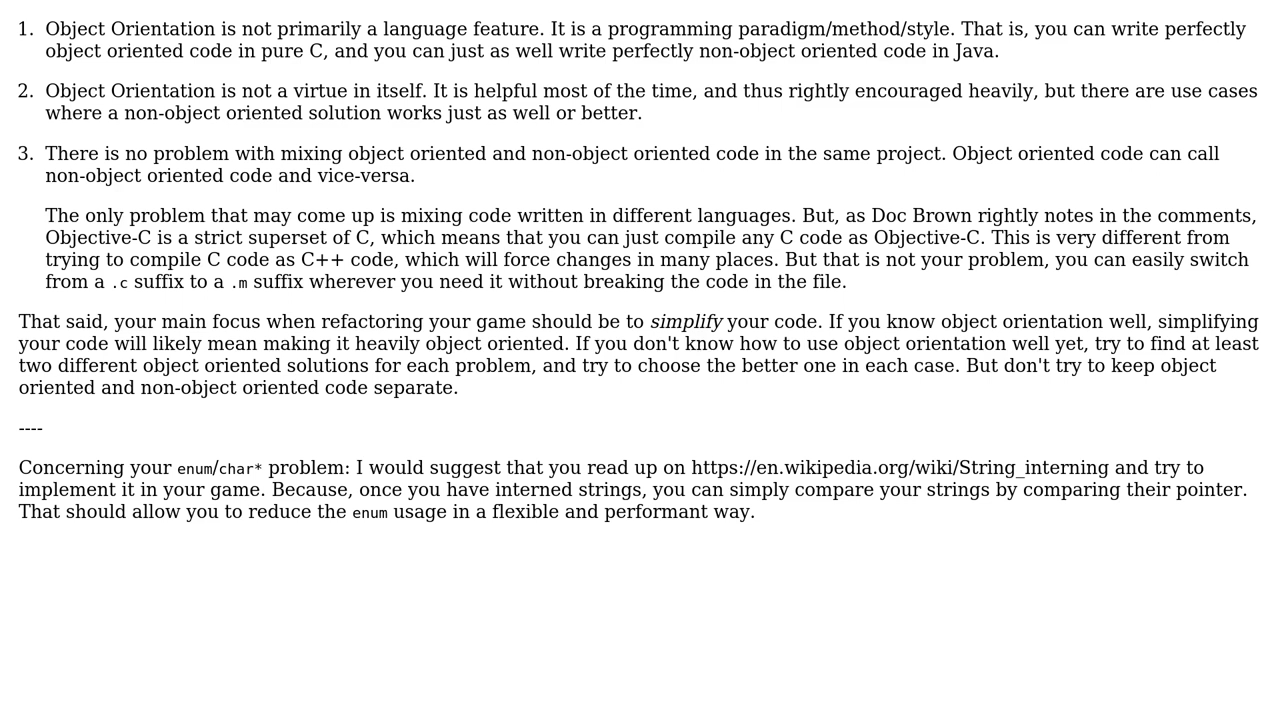 1. Object Orientation is not primarily a language feature. It is a programming paradigm/method/style. That is, you can write perfectly
object oriented code in pure C, and you can just as well write perfectly non-object oriented code in Java.
2. Object Orientation is not a virtue in itself. It is helpful most of the time, and thus rightly encouraged heavily, but there are use cases
where a non-object oriented solution works just as well or better.
3. There is no problem with mixing object oriented and non-object oriented code in the same project. Object oriented code can call
non-object oriented code and vice-versa.
The only problem that may come up is mixing code written in different languages. But, as Doc Brown rightly notes in the comments,
Objective-C is a strict superset of C, which means that you can just compile any C code as Objective-C. This is very different from
trying to compile C code as C++ code, which will force changes in many places. But that is not your problem, you can easily switch
from a .c suffix to a .m suffix wherever you need it without breaking the code in the file.
That said, your main focus when refactoring your game should be to simplify your code. If you know object orientation well, simplifying
your code will likely mean making it heavily object oriented. If you don't know how to use object orientation well yet, try to find at least
two different object oriented solutions for each problem, and try to choose the better one in each case. But don't try to keep object
oriented and non-object oriented code separate.
----
Concerning your enum/char* problem: I would suggest that you read up on https://en.wikipedia.org/wiki/String_interning and try to
implement it in your game. Because, once you have interned strings, you can simply compare your strings by comparing their pointer.
That should allow you to reduce the enum usage in a flexible and performant way.